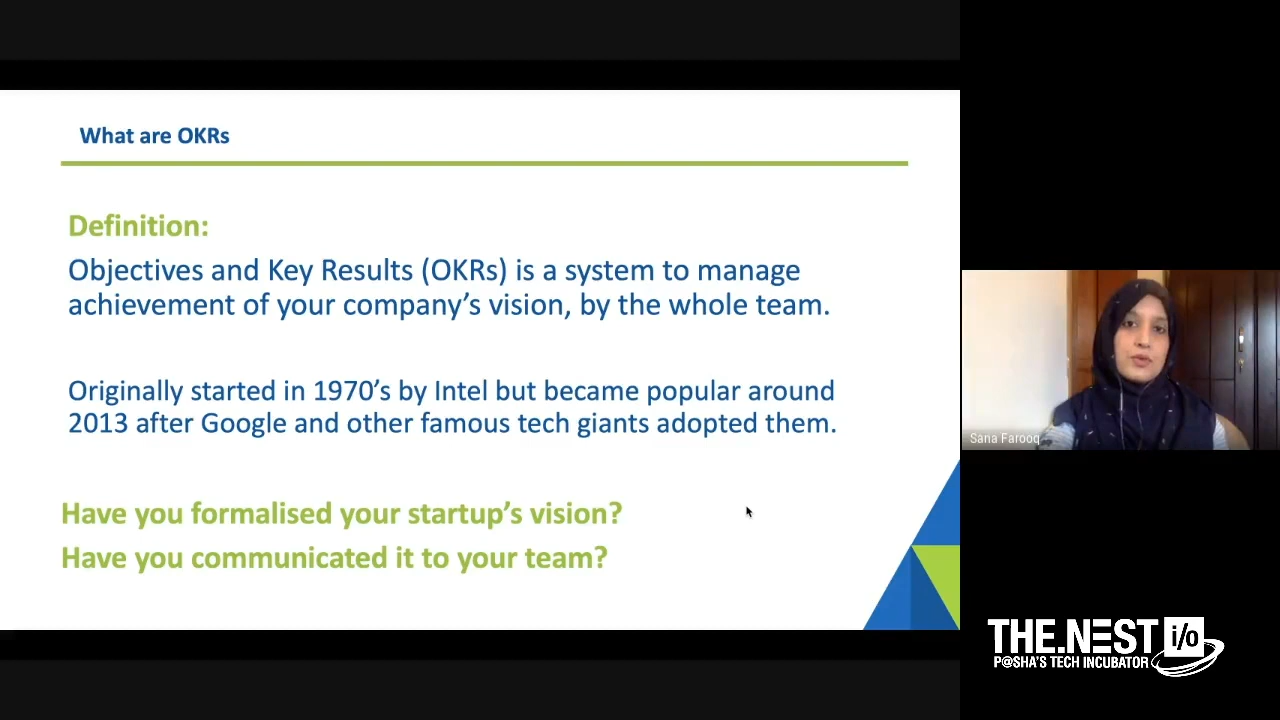 What are OKRs
Definition:
Objectives and Key Results (OKRs) is a system to manage
achievement of your company's vision, by the whole team.
Originally started in 1970's by Intel but became popular around
2013 after Google and other famous tech giants adopted them.
Have you formalised your startup's vision?
Have you communicated it to your team?
Sana Farooq
THE.NEST i/o
P@SHA'S TECH INCUBATOR